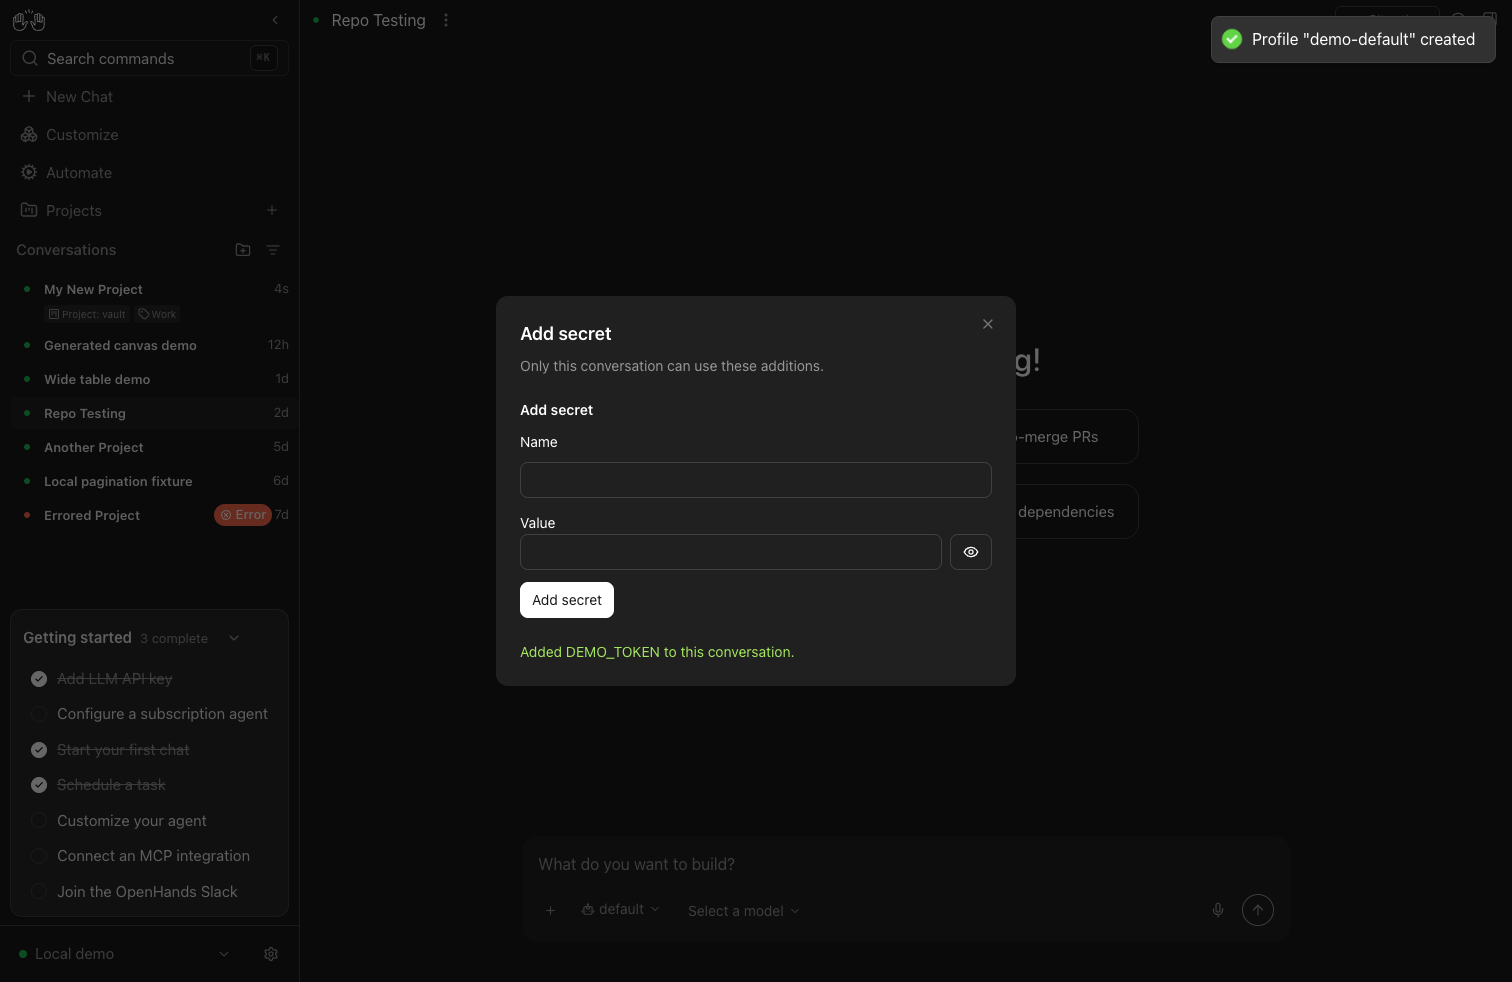 Search commands
⌘K
New Chat
Customize
Automate
Projects
Conversations
My New Project 4s
Project: vault Work
Generated canvas demo 12h
Wide table demo 1d
Repo Testing 2d
Another Project 5d
Local pagination fixture 6d
Errored Project Error 7d
Getting started 3 complete
Add LLM API key
Configure a subscription agent
Start your first chat
Schedule a task
Customize your agent
Connect an MCP integration
Join the OpenHands Slack
Local demo
Repo Testing
Profile "demo-default" created
g!
-merge PRs
dependencies
Add secret
Only this conversation can use these additions.
Add secret
Name
Value
Add secret
Added DEMO_TOKEN to this conversation.
What do you want to build?
default Select a model